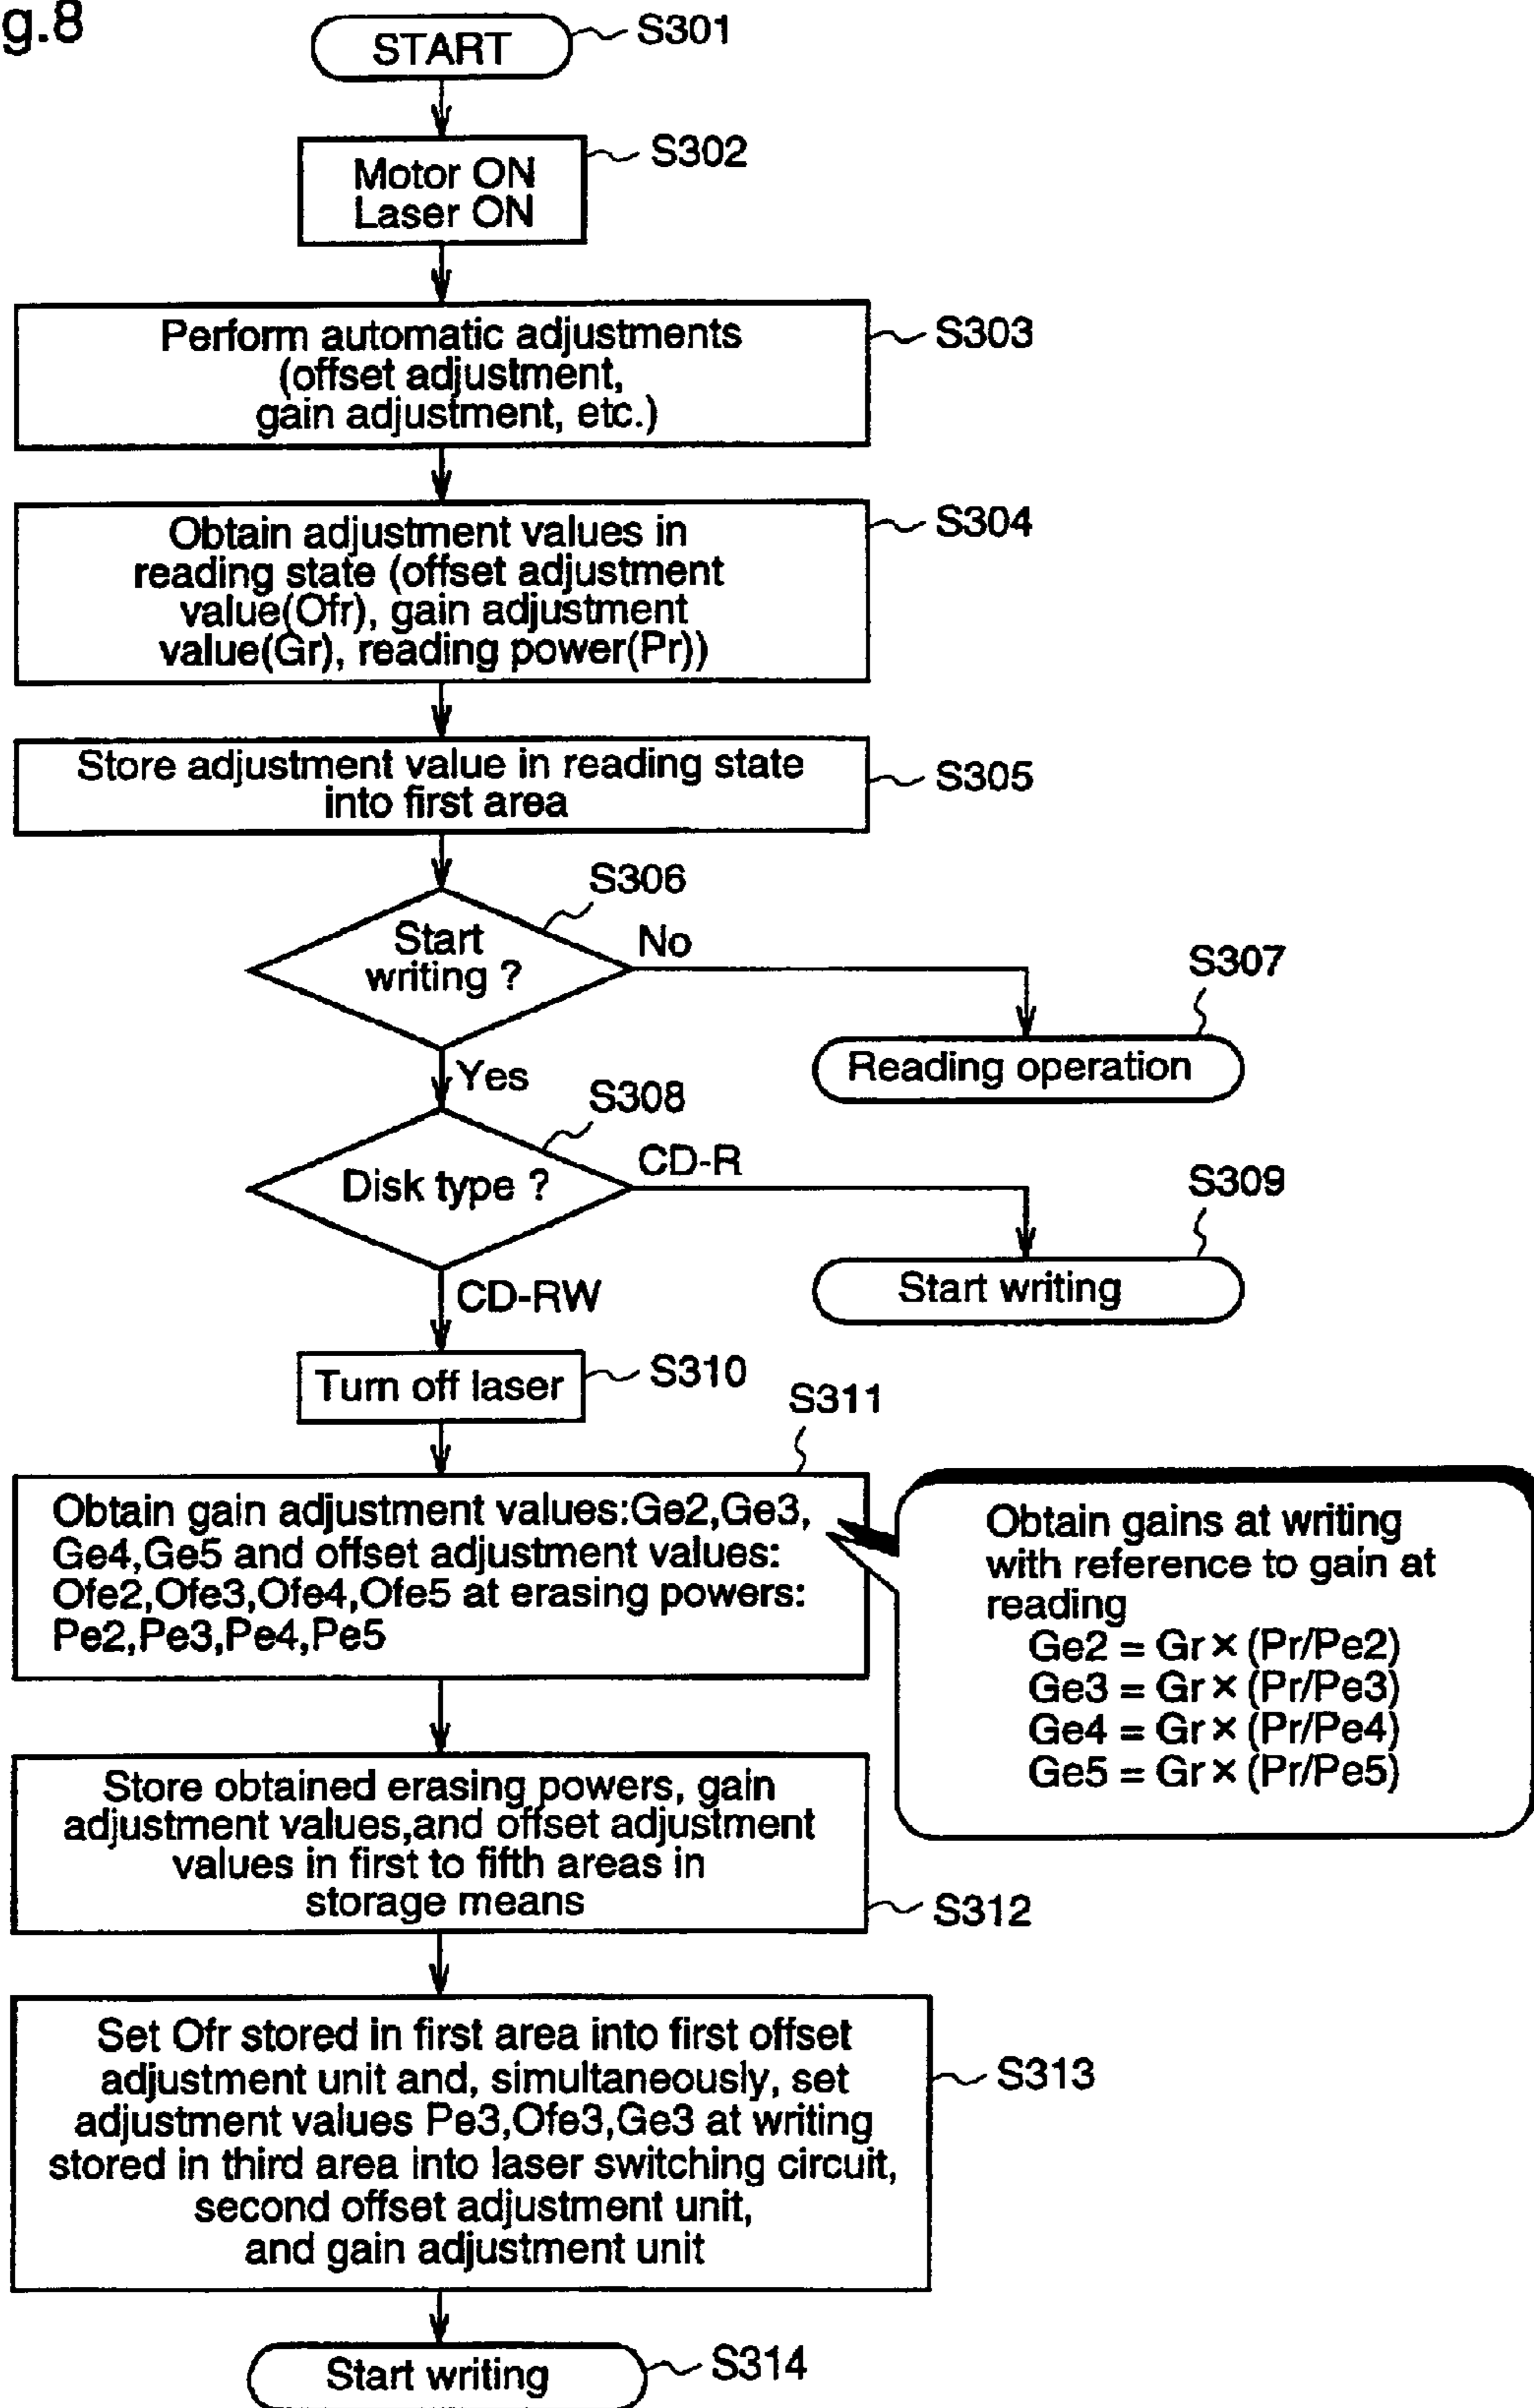 g.8
START
S301
Motor ON
Laser ON
S302
Perform automatic adjustments
(offset adjustment,
gain adjustment, etc.)
S303
Obtain adjustment values in
reading state (offset adjustment
value(Ofr), gain adjustment
value(Gr), reading power(Pr))
S304
Store adjustment value in reading state
into first area
S305
S306
Start
writing ?
No
S307
Reading operation
Yes
S308
Disk type ?
CD-R
S309
Start writing
CD-RW
Turn off laser
S310
S311
Obtain gain adjustment values:Ge2,Ge3,
Ge4,Ge5 and offset adjustment values:
Ofe2,Ofe3,Ofe4,Ofe5 at erasing powers:
Pe2,Pe3,Pe4,Pe5
Obtain gains at writing
with reference to gain at
reading
Ge2 = Gr × (Pr/Pe2)
Ge3 = Gr × (Pr/Pe3)
Ge4 = Gr × (Pr/Pe4)
Ge5 = Gr × (Pr/Pe5)
Store obtained erasing powers, gain
adjustment values,and offset adjustment
values in first to fifth areas in
storage means
S312
Set Ofr stored in first area into first offset
adjustment unit and, simultaneously, set
adjustment values Pe3,Ofe3,Ge3 at writing
stored in third area into laser switching circuit,
second offset adjustment unit,
and gain adjustment unit
S313
Start writing
S314